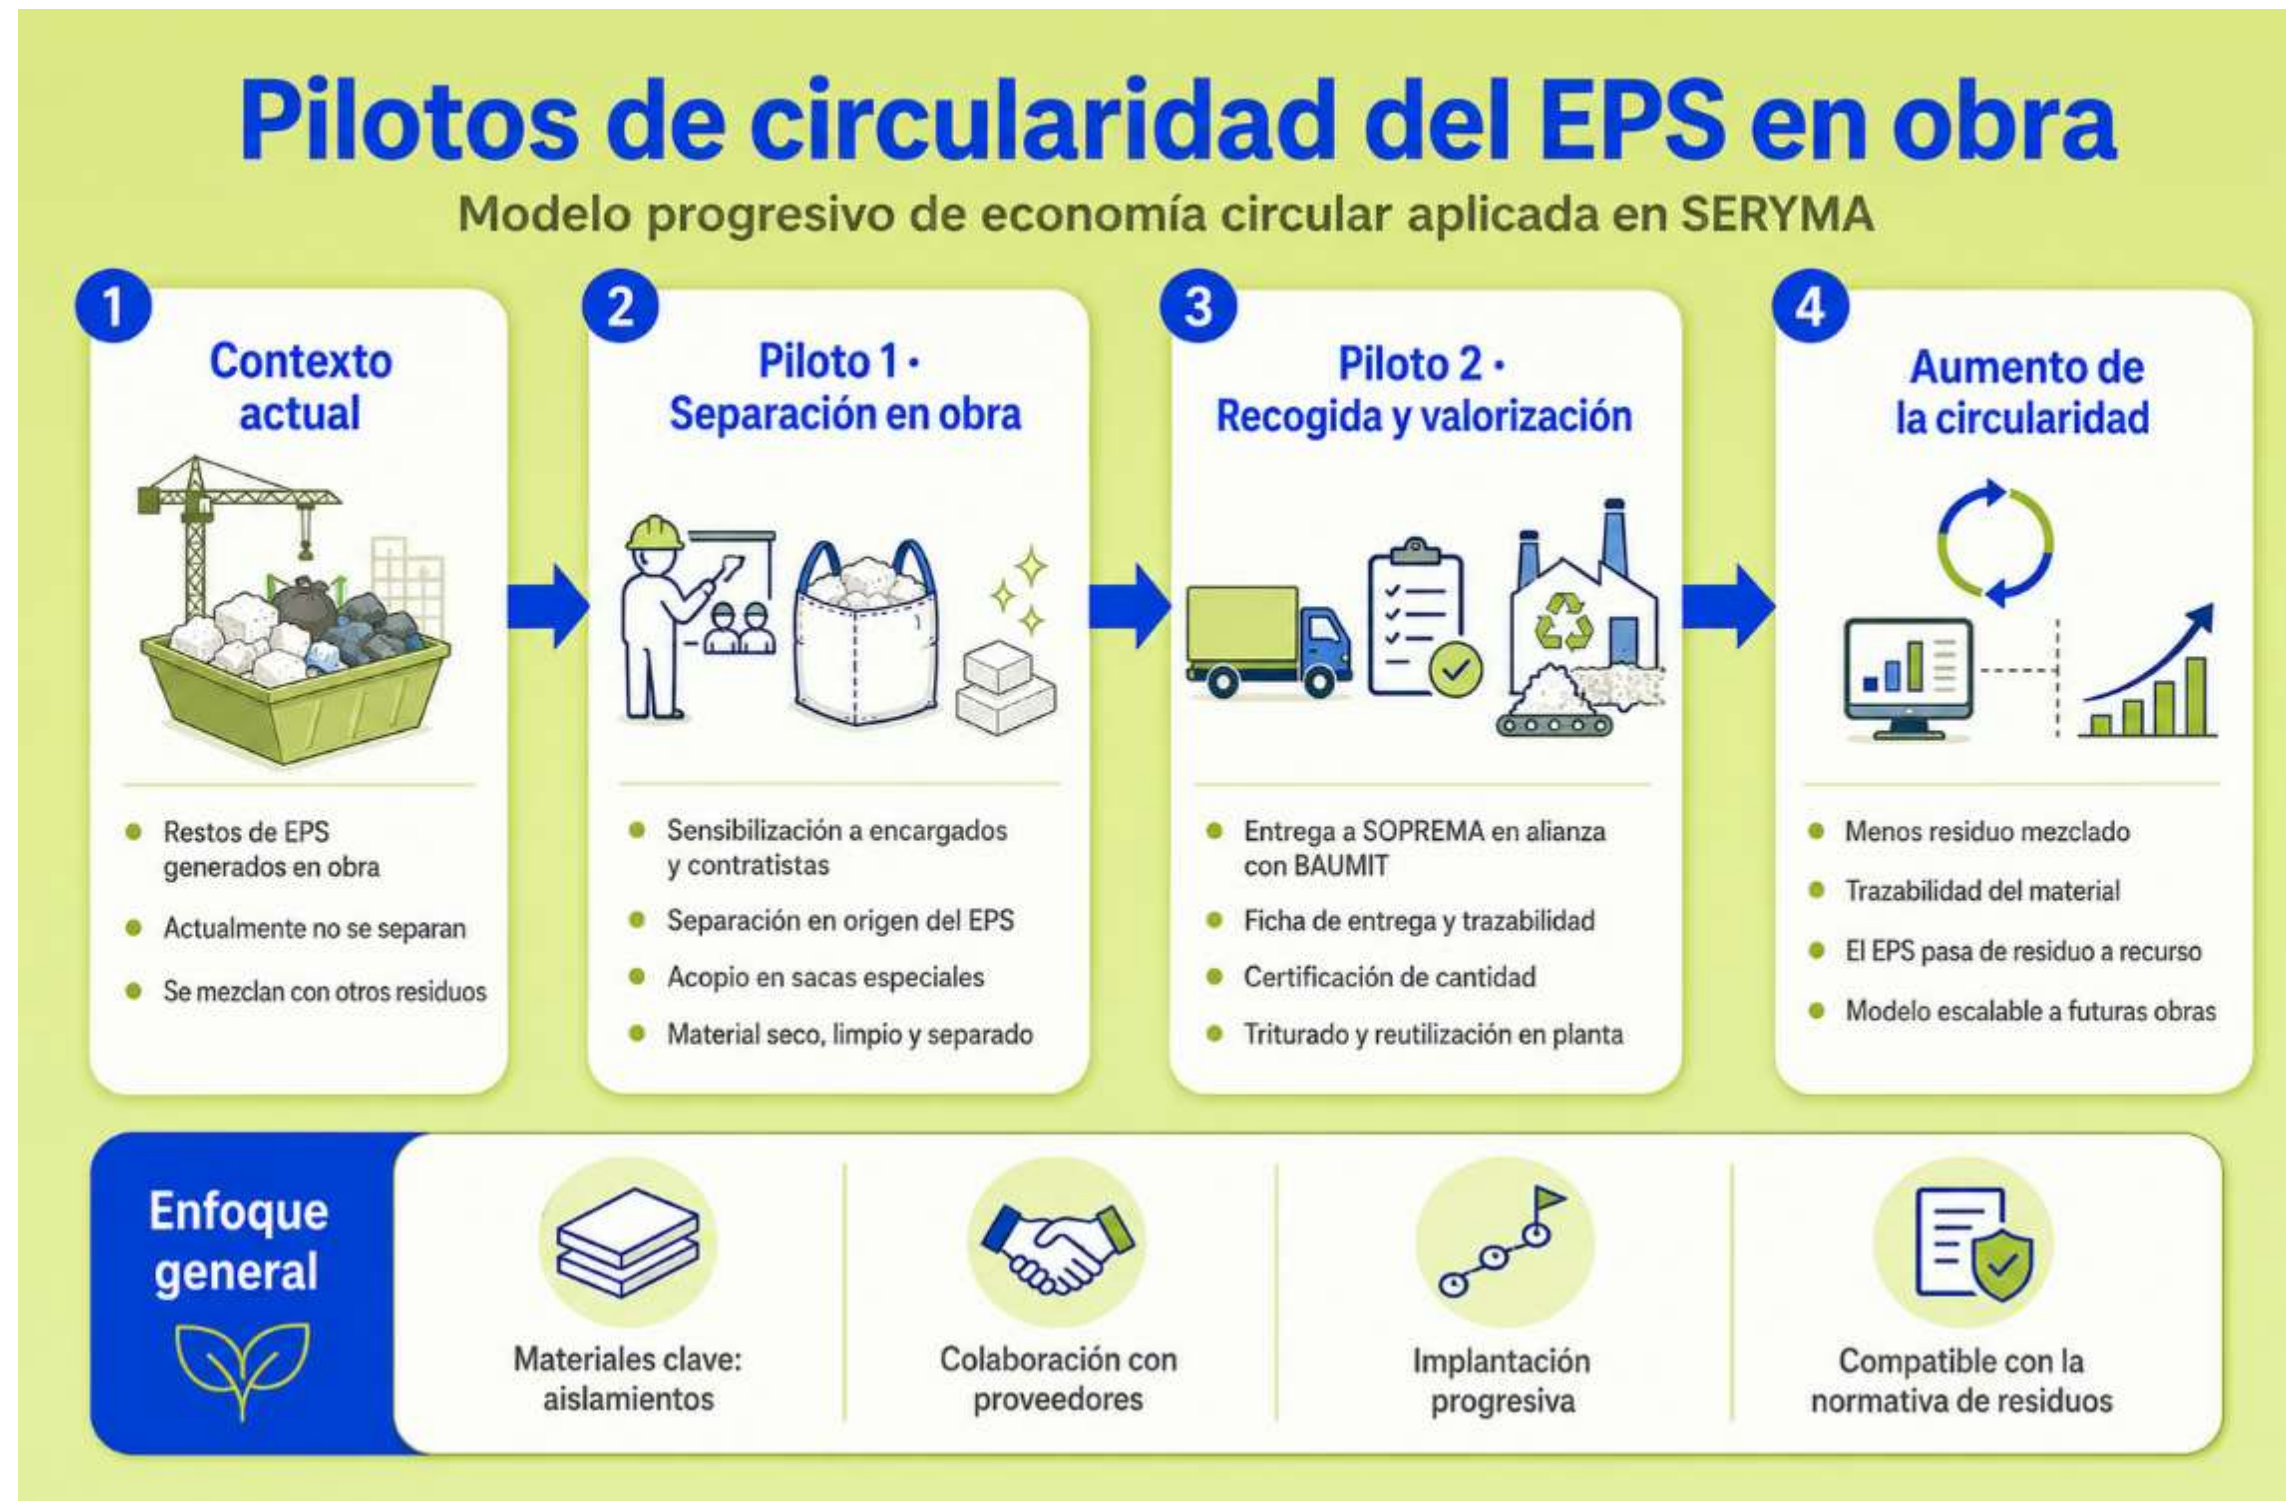 Pilotos de circularidad del EPS en obra
Modelo progresivo de economía circular aplicada en SERYMA
1
Contexto
actual
Restos de EPS
generados en obra
Actualmente no se separan
Se mezclan con otros residuos
2
Piloto 1 ·
Separación en obra
Sensibilización a encargados
y contratistas
Separación en origen del EPS
Acopio en sacas especiales
Material seco, limpio y separado
3
Piloto 2 ·
Recogida y valorización
Entrega a SOPREMA en alianza
con BAUMIT
Ficha de entrega y trazabilidad
Certificación de cantidad
Triturado y reutilización en planta
4
Aumento de
la circularidad
Menos residuo mezclado
Trazabilidad del material
El EPS pasa de residuo a recurso
Modelo escalable a futuras obras
Enfoque
general
Materiales clave:
aislamientos
Colaboración con
proveedores
Implantación
progresiva
Compatible con la
normativa de residuos